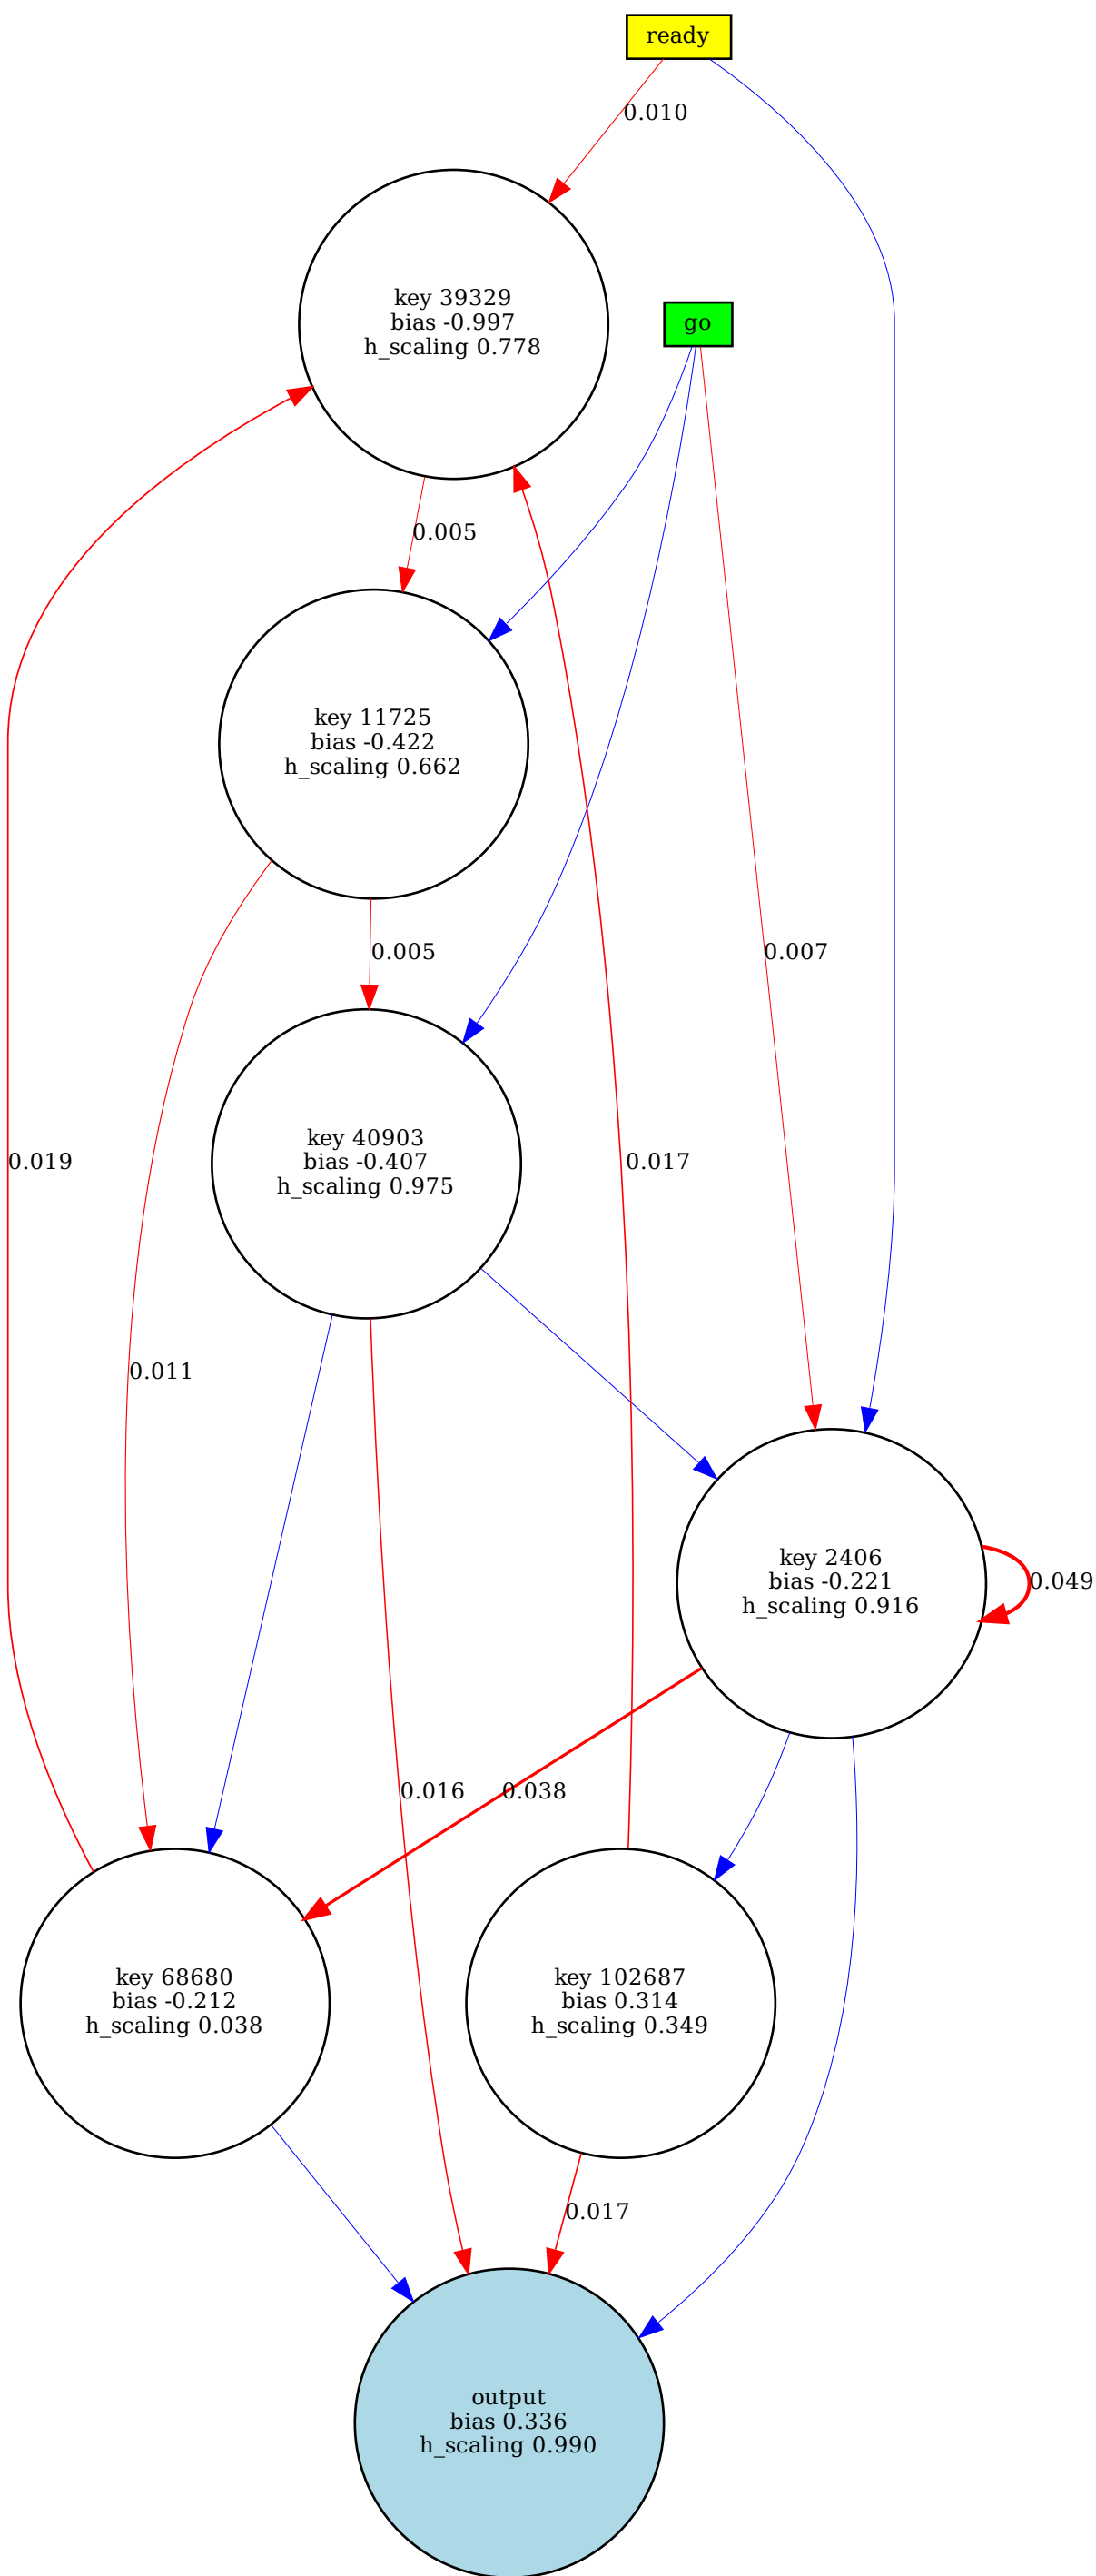 ready
0.010
key 39329
bias -0.997
h_scaling 0.778
go
0.005
key 11725
bias -0.422
h_scaling 0.662
0.005
0.007
key 40903
bias -0.407
h_scaling 0.975
0.019
0.017
0.011
key 2406
bias -0.221
h_scaling 0.916
0.049
0.016
0.038
key 68680
bias -0.212
h_scaling 0.038
key 102687
bias 0.314
h_scaling 0.349
0.017
output
bias 0.336
h_scaling 0.990